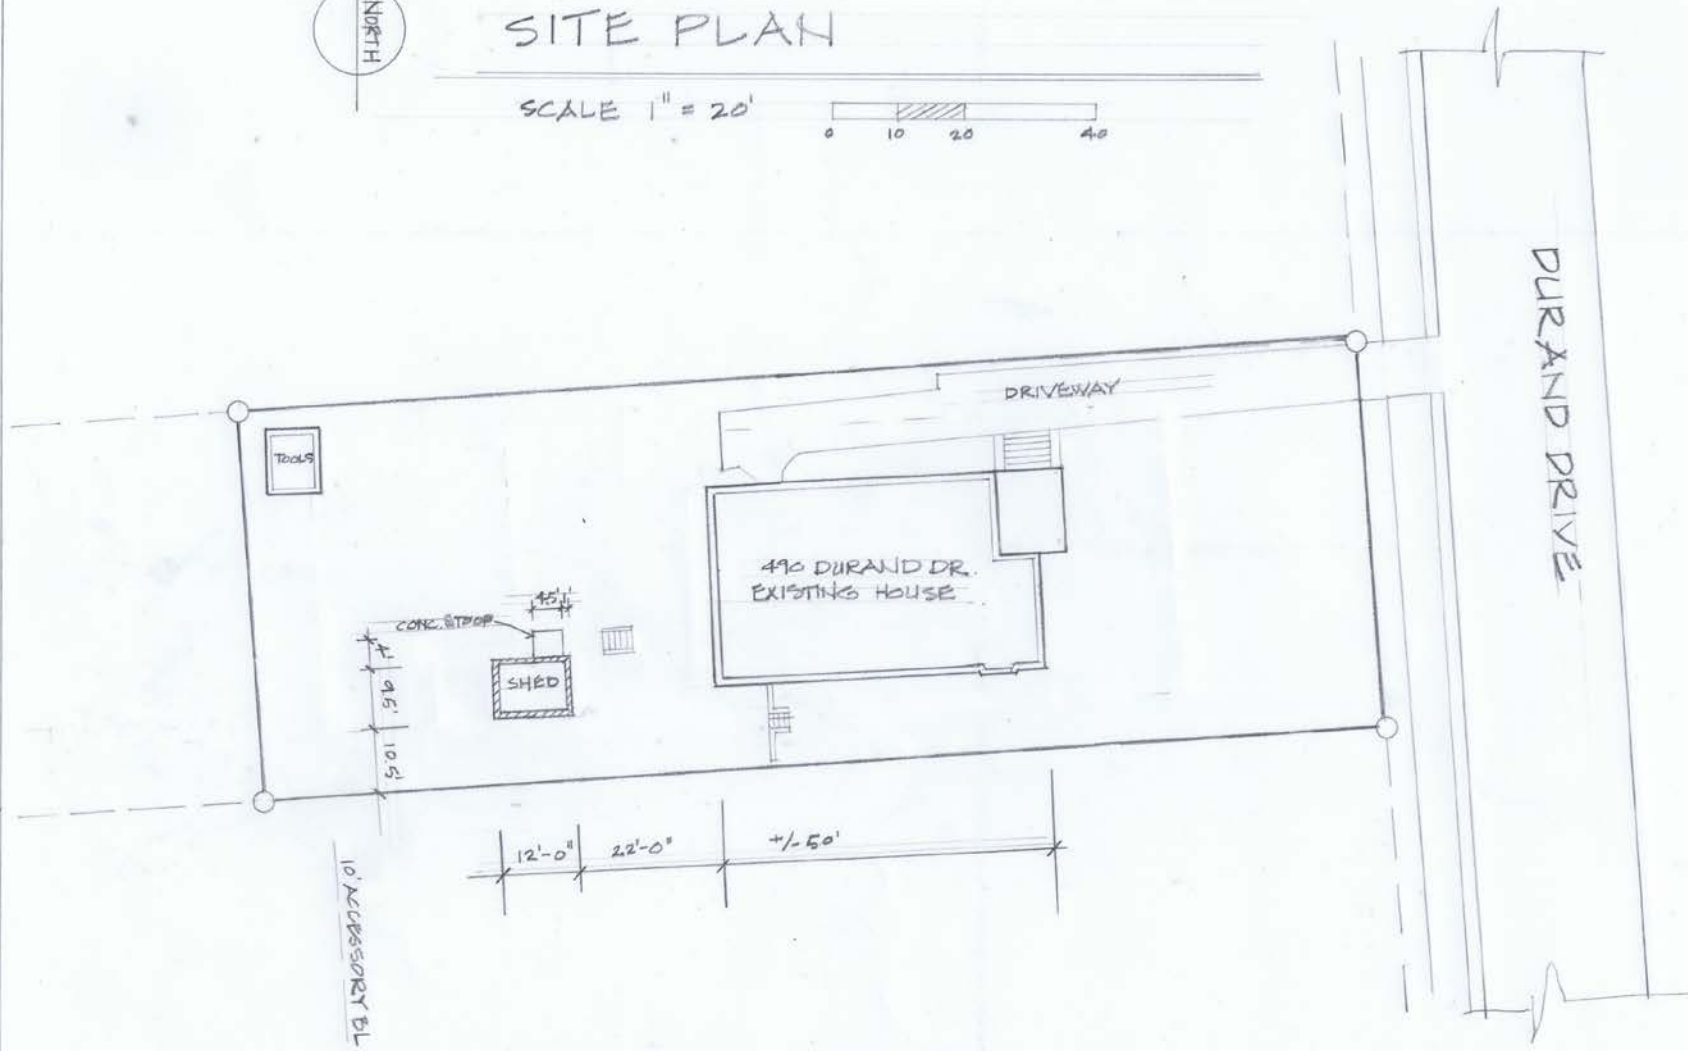 NORTH
SITE PLAN
SCALE 1" = 20'
0 10 20 40
DURAND DRIVE
DRIVEWAY
TOOLS
490 DURAND DR.
EXISTING HOUSE
4.5' 1'
CONC. STOOP
SHED
4'
9.5'
10.5'
12'-0" 22'-0" +/- 50'
10' ACCESSORY BL